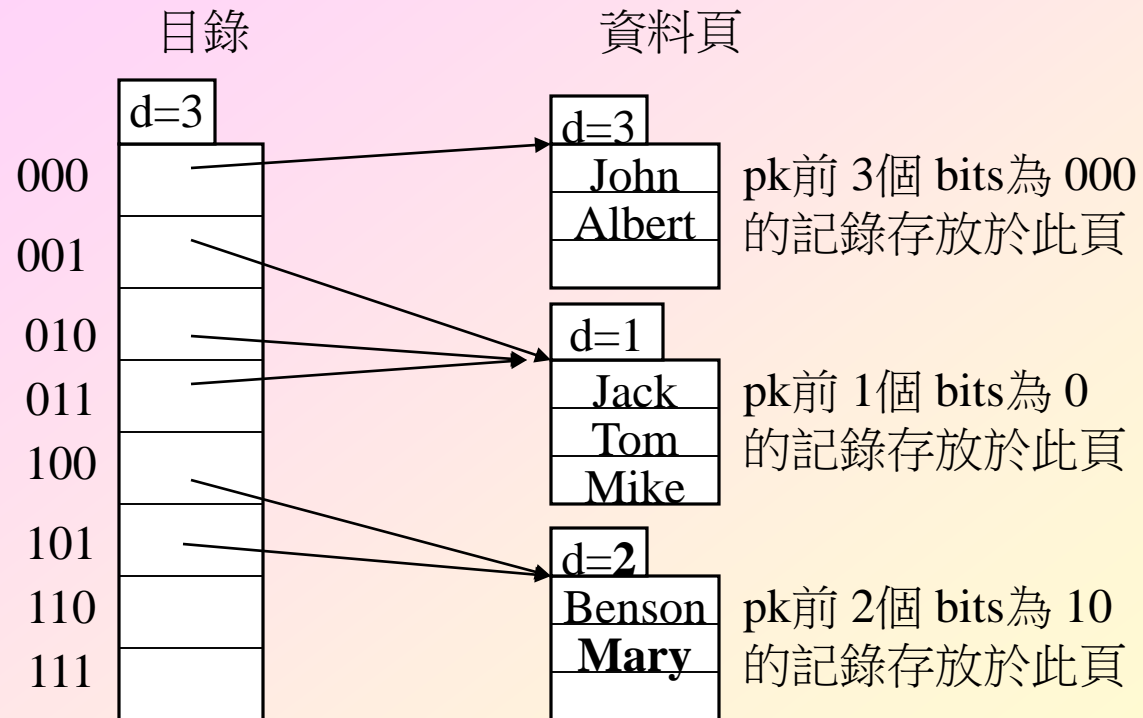 目錄
資料頁
d=3
000
001
010
011
100
101
110
111
d=3
John
Albert
pk前 3個 bits為 000
的記錄存放於此頁
d=1
Jack
Tom
Mike
pk前 1個 bits為 0
的記錄存放於此頁
d=2
Benson
Mary
pk前 2個 bits為 10
的記錄存放於此頁